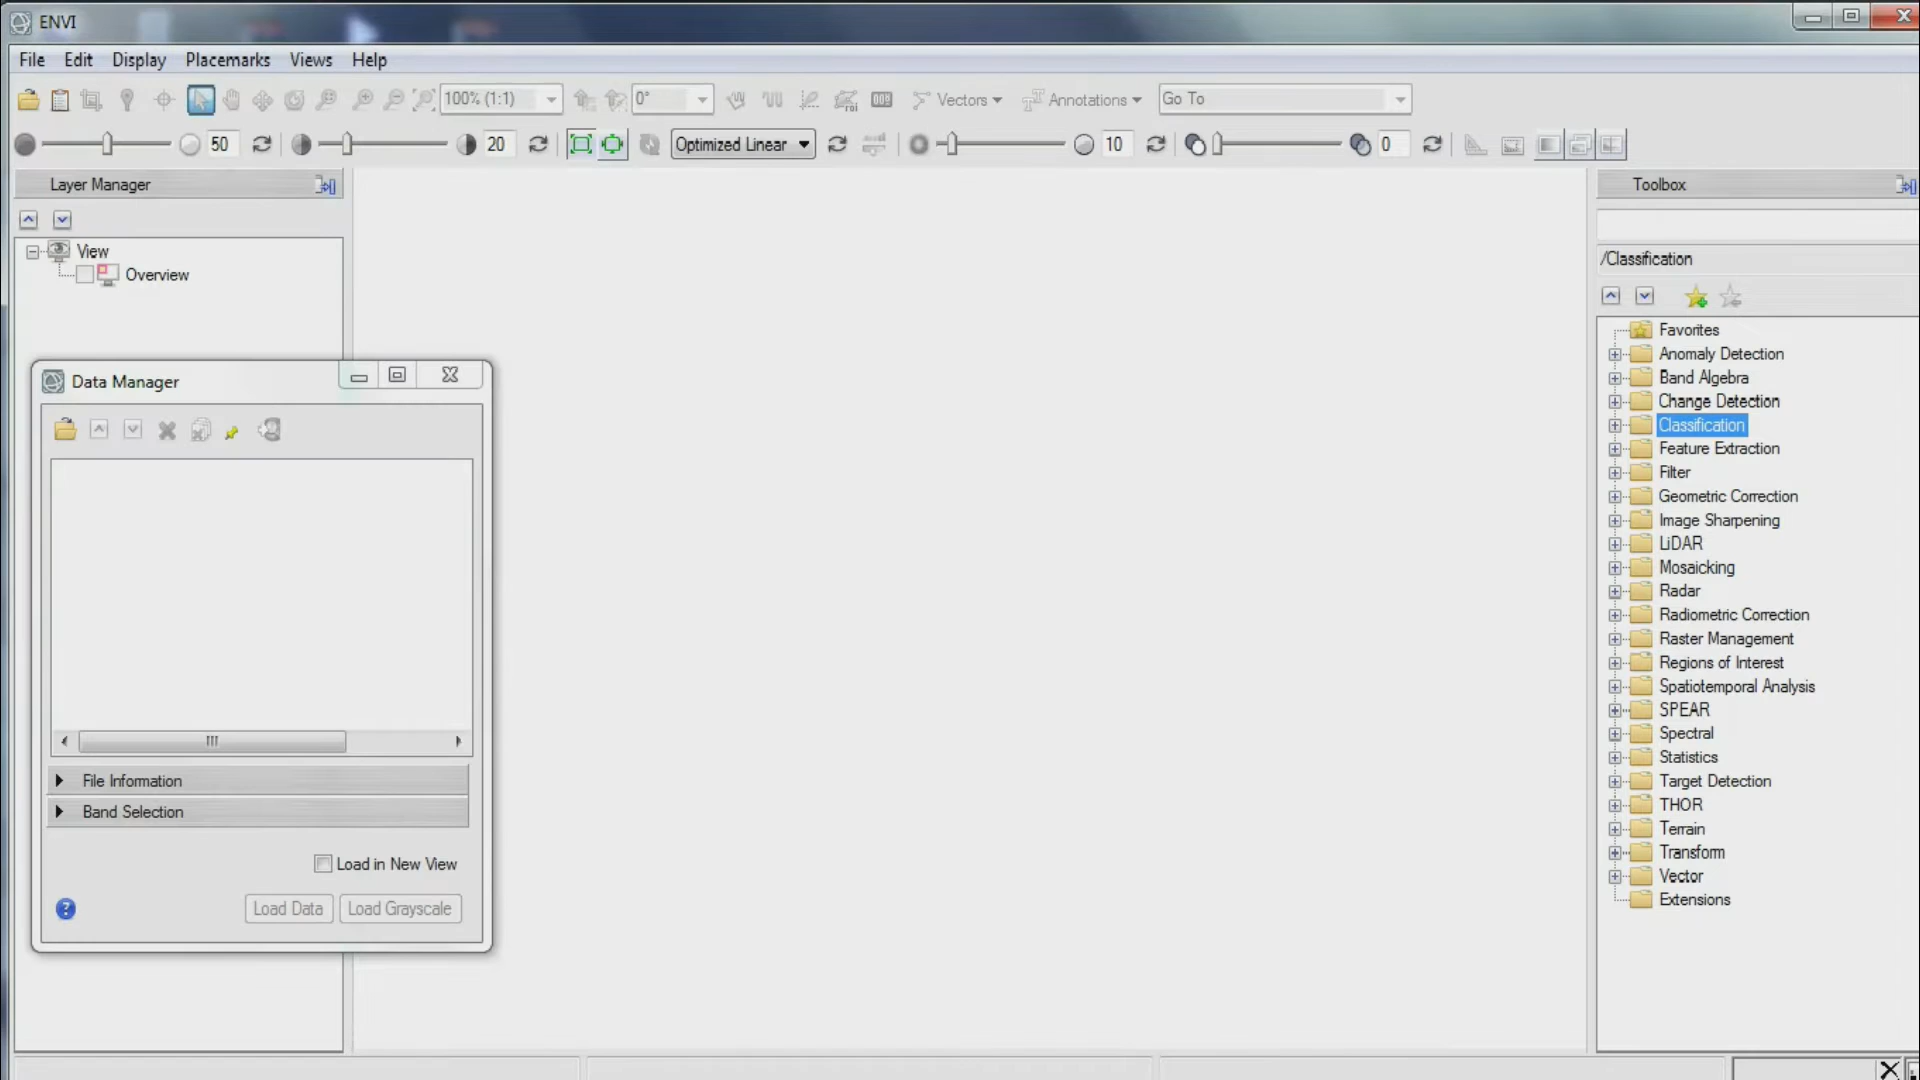 ENVI
File Edit Display Placemarks Views Help
100% (1:1) 0° Vectors Annotations Go To
50 20 Optimized Linear 10 0
Layer Manager
View
Overview
Data Manager
File Information
Band Selection
Load in New View
Load Data Load Grayscale
Toolbox
/Classification
Favorites
Anomaly Detection
Band Algebra
Change Detection
Classification
Feature Extraction
Filter
Geometric Correction
Image Sharpening
LiDAR
Mosaicking
Radar
Radiometric Correction
Raster Management
Regions of Interest
Spatiotemporal Analysis
SPEAR
Spectral
Statistics
Target Detection
THOR
Terrain
Transform
Vector
Extensions